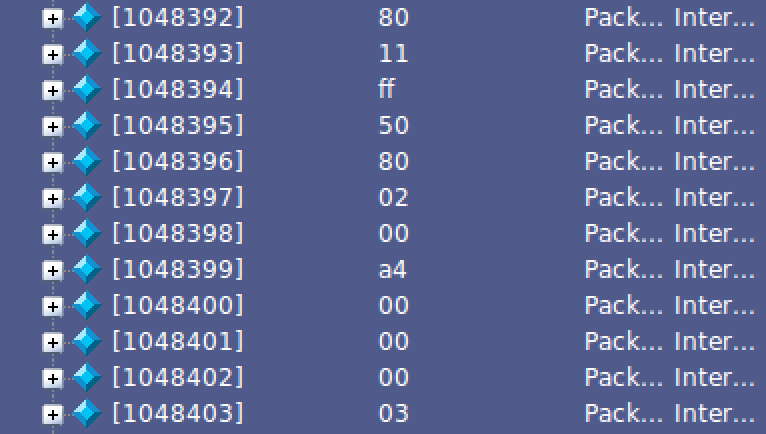 [1048392] 80 Pack... Inter...
[1048393] 11 Pack... Inter...
[1048394] ff Pack... Inter...
[1048395] 50 Pack... Inter...
[1048396] 80 Pack... Inter...
[1048397] 02 Pack... Inter...
[1048398] 00 Pack... Inter...
[1048399] a4 Pack... Inter...
[1048400] 00 Pack... Inter...
[1048401] 00 Pack... Inter...
[1048402] 00 Pack... Inter...
[1048403] 03 Pack... Inter...